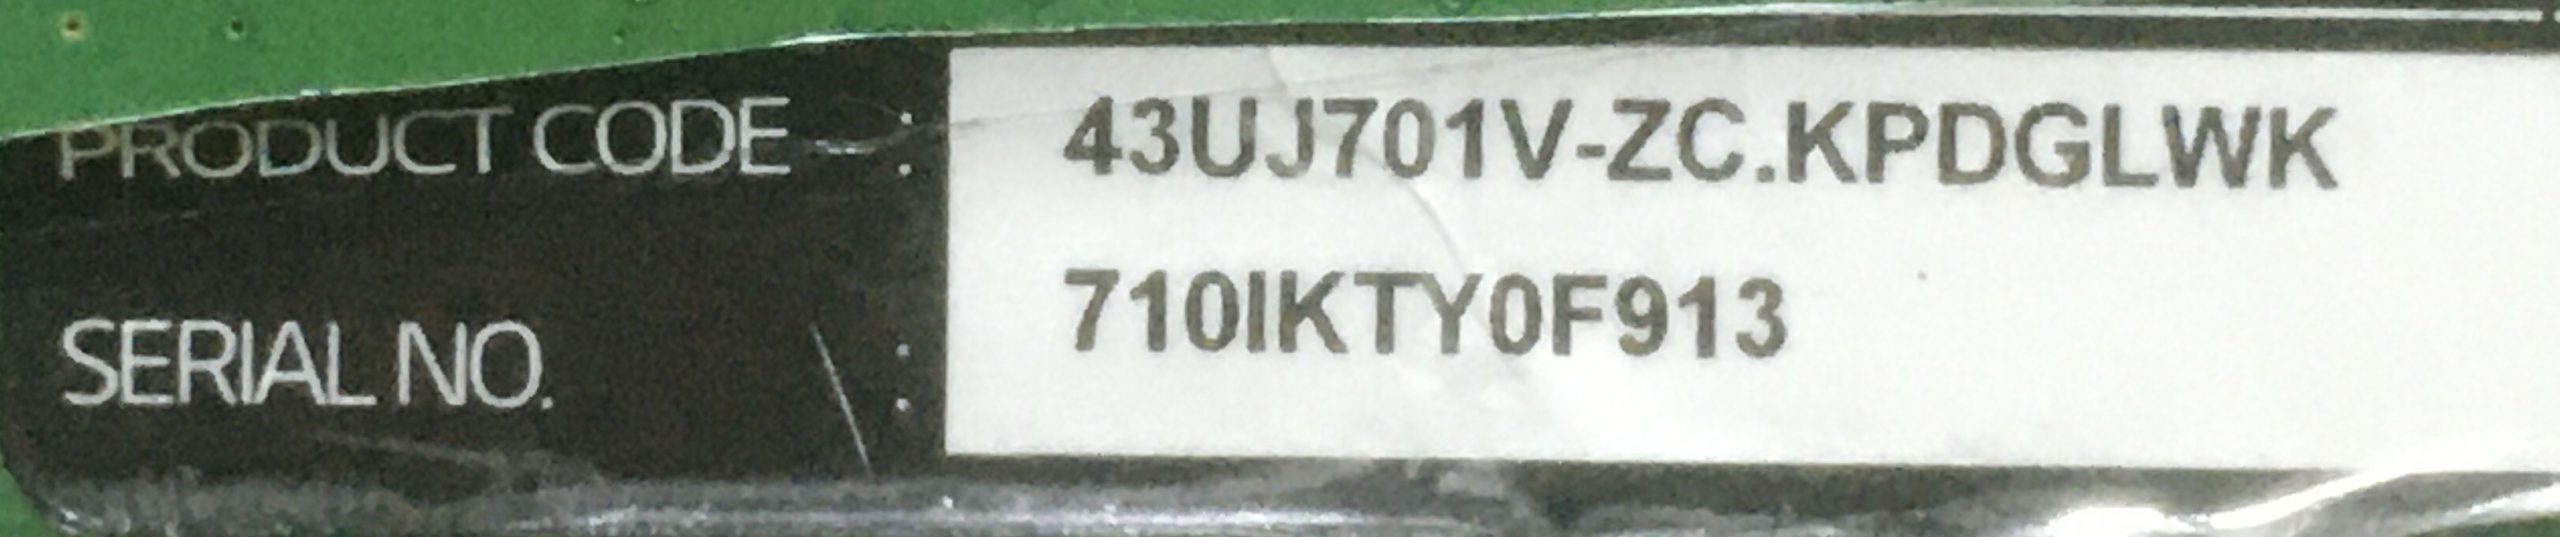 PRODUCT CODE : 43UJ701V-ZC.KPDGLWK
SERIAL NO. : 710IKTY0F913